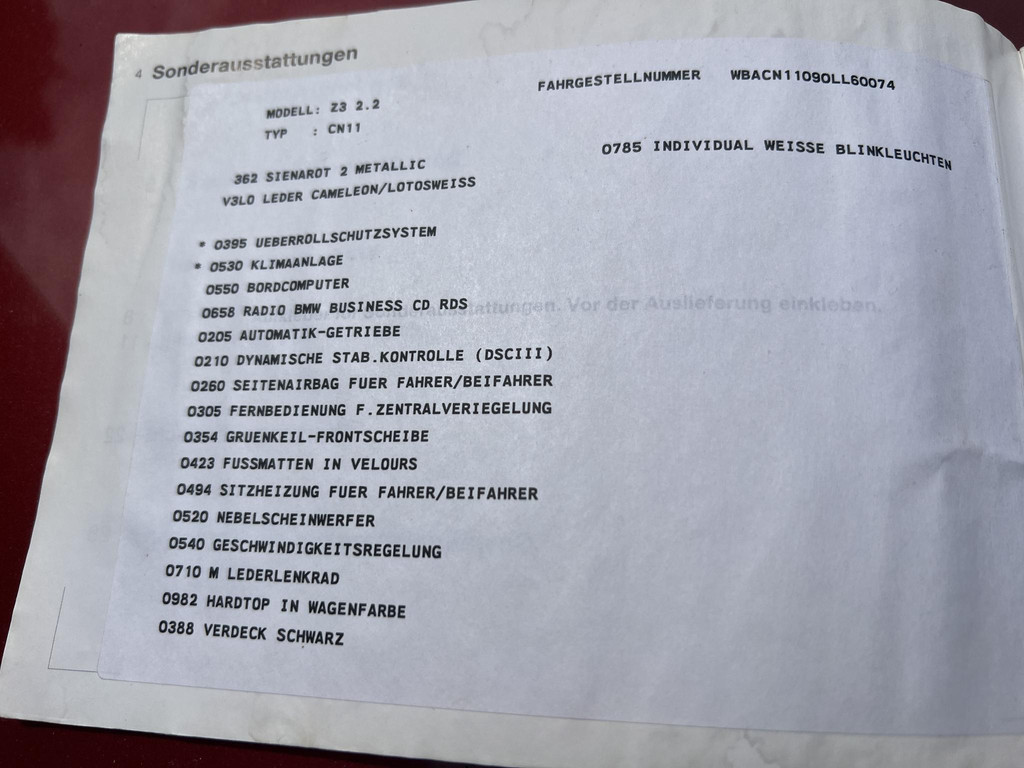 4 Sonderausstattungen
FAHRGESTELLNUMMER WBACN11090LL60074
MODELL: Z3 2.2
TYP : CN11
0785 INDIVIDUAL WEISSE BLINKLEUCHTEN
362 SIENAROT 2 METALLIC
V3L0 LEDER CAMELEON/LOTOSWEISS
* 0395 UEBERROLLSCHUTZSYSTEM
* 0530 KLIMAANLAGE
0550 BORDCOMPUTER
0658 RADIO BMW BUSINESS CD RDS
0205 AUTOMATIK-GETRIEBE
0210 DYNAMISCHE STAB.KONTROLLE (DSCIII)
0260 SEITENAIRBAG FUER FAHRER/BEIFAHRER
0305 FERNBEDIENUNG F.ZENTRALVERIEGELUNG
0354 GRUENKEIL-FRONTSCHEIBE
0423 FUSSMATTEN IN VELOURS
0494 SITZHEIZUNG FUER FAHRER/BEIFAHRER
0520 NEBELSCHEINWERFER
0540 GESCHWINDIGKEITSREGELUNG
0710 M LEDERLENKRAD
0982 HARDTOP IN WAGENFARBE
0388 VERDECK SCHWARZ
Vor der Auslieferung einkleben.